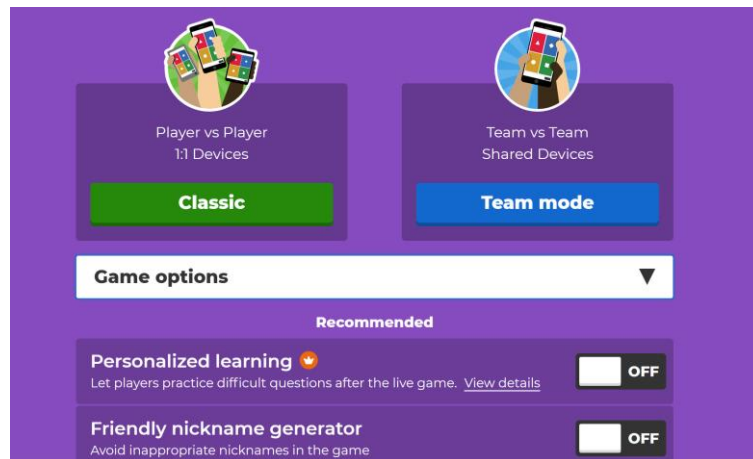 Player vs Player
1:1 Devices
Classic
Team vs Team
Shared Devices
Team mode
Game options
Recommended
Personalized learning
Let players practice difficult questions after the live game. View details
OFF
Friendly nickname generator
Avoid inappropriate nicknames in the game
OFF